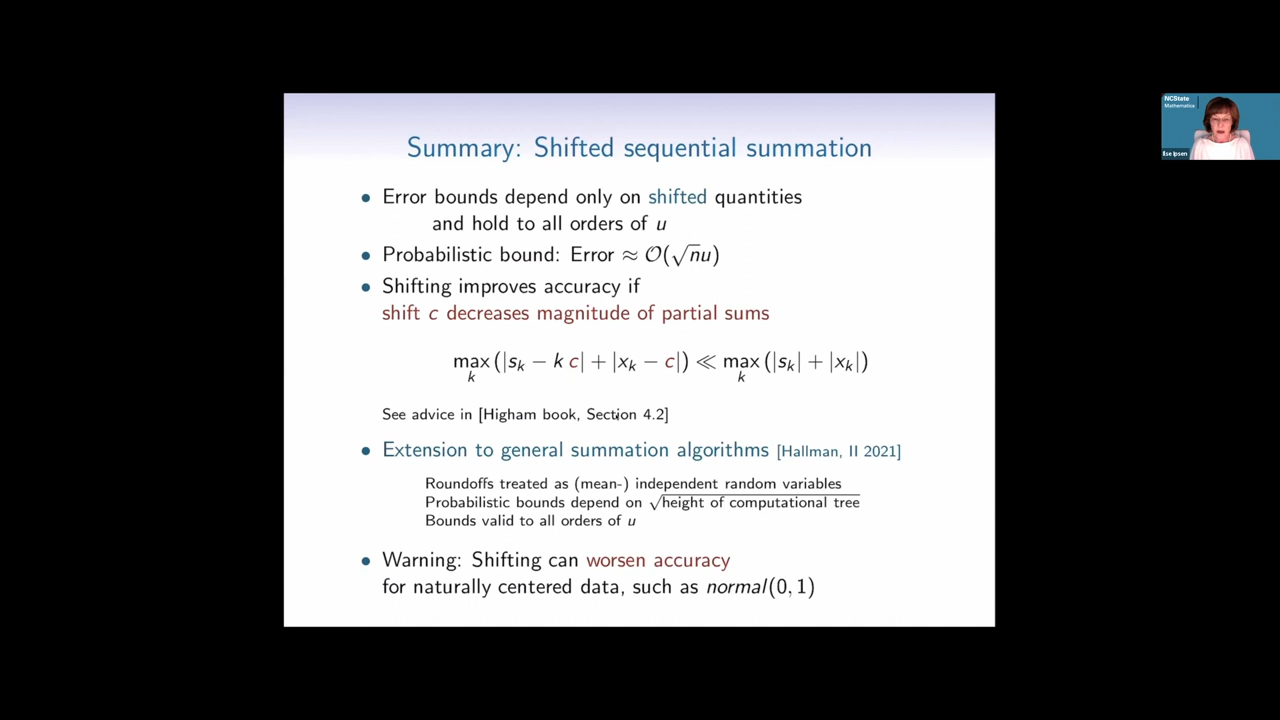 NCState
Mathematics
Ilse Ipsen
Summary: Shifted sequential summation
• Error bounds depend only on shifted quantities
and hold to all orders of u
• Probabilistic bound: Error ≈ 𝒪(√n u)
• Shifting improves accuracy if
shift c decreases magnitude of partial sums
max_k (|s_k − k c| + |x_k − c|) ≪ max_k (|s_k| + |x_k|)
See advice in [Higham book, Section 4.2]
• Extension to general summation algorithms [Hallman, II 2021]
Roundoffs treated as (mean-) independent random variables
Probabilistic bounds depend on √height of computational tree
Bounds valid to all orders of u
• Warning: Shifting can worsen accuracy
for naturally centered data, such as normal(0, 1)